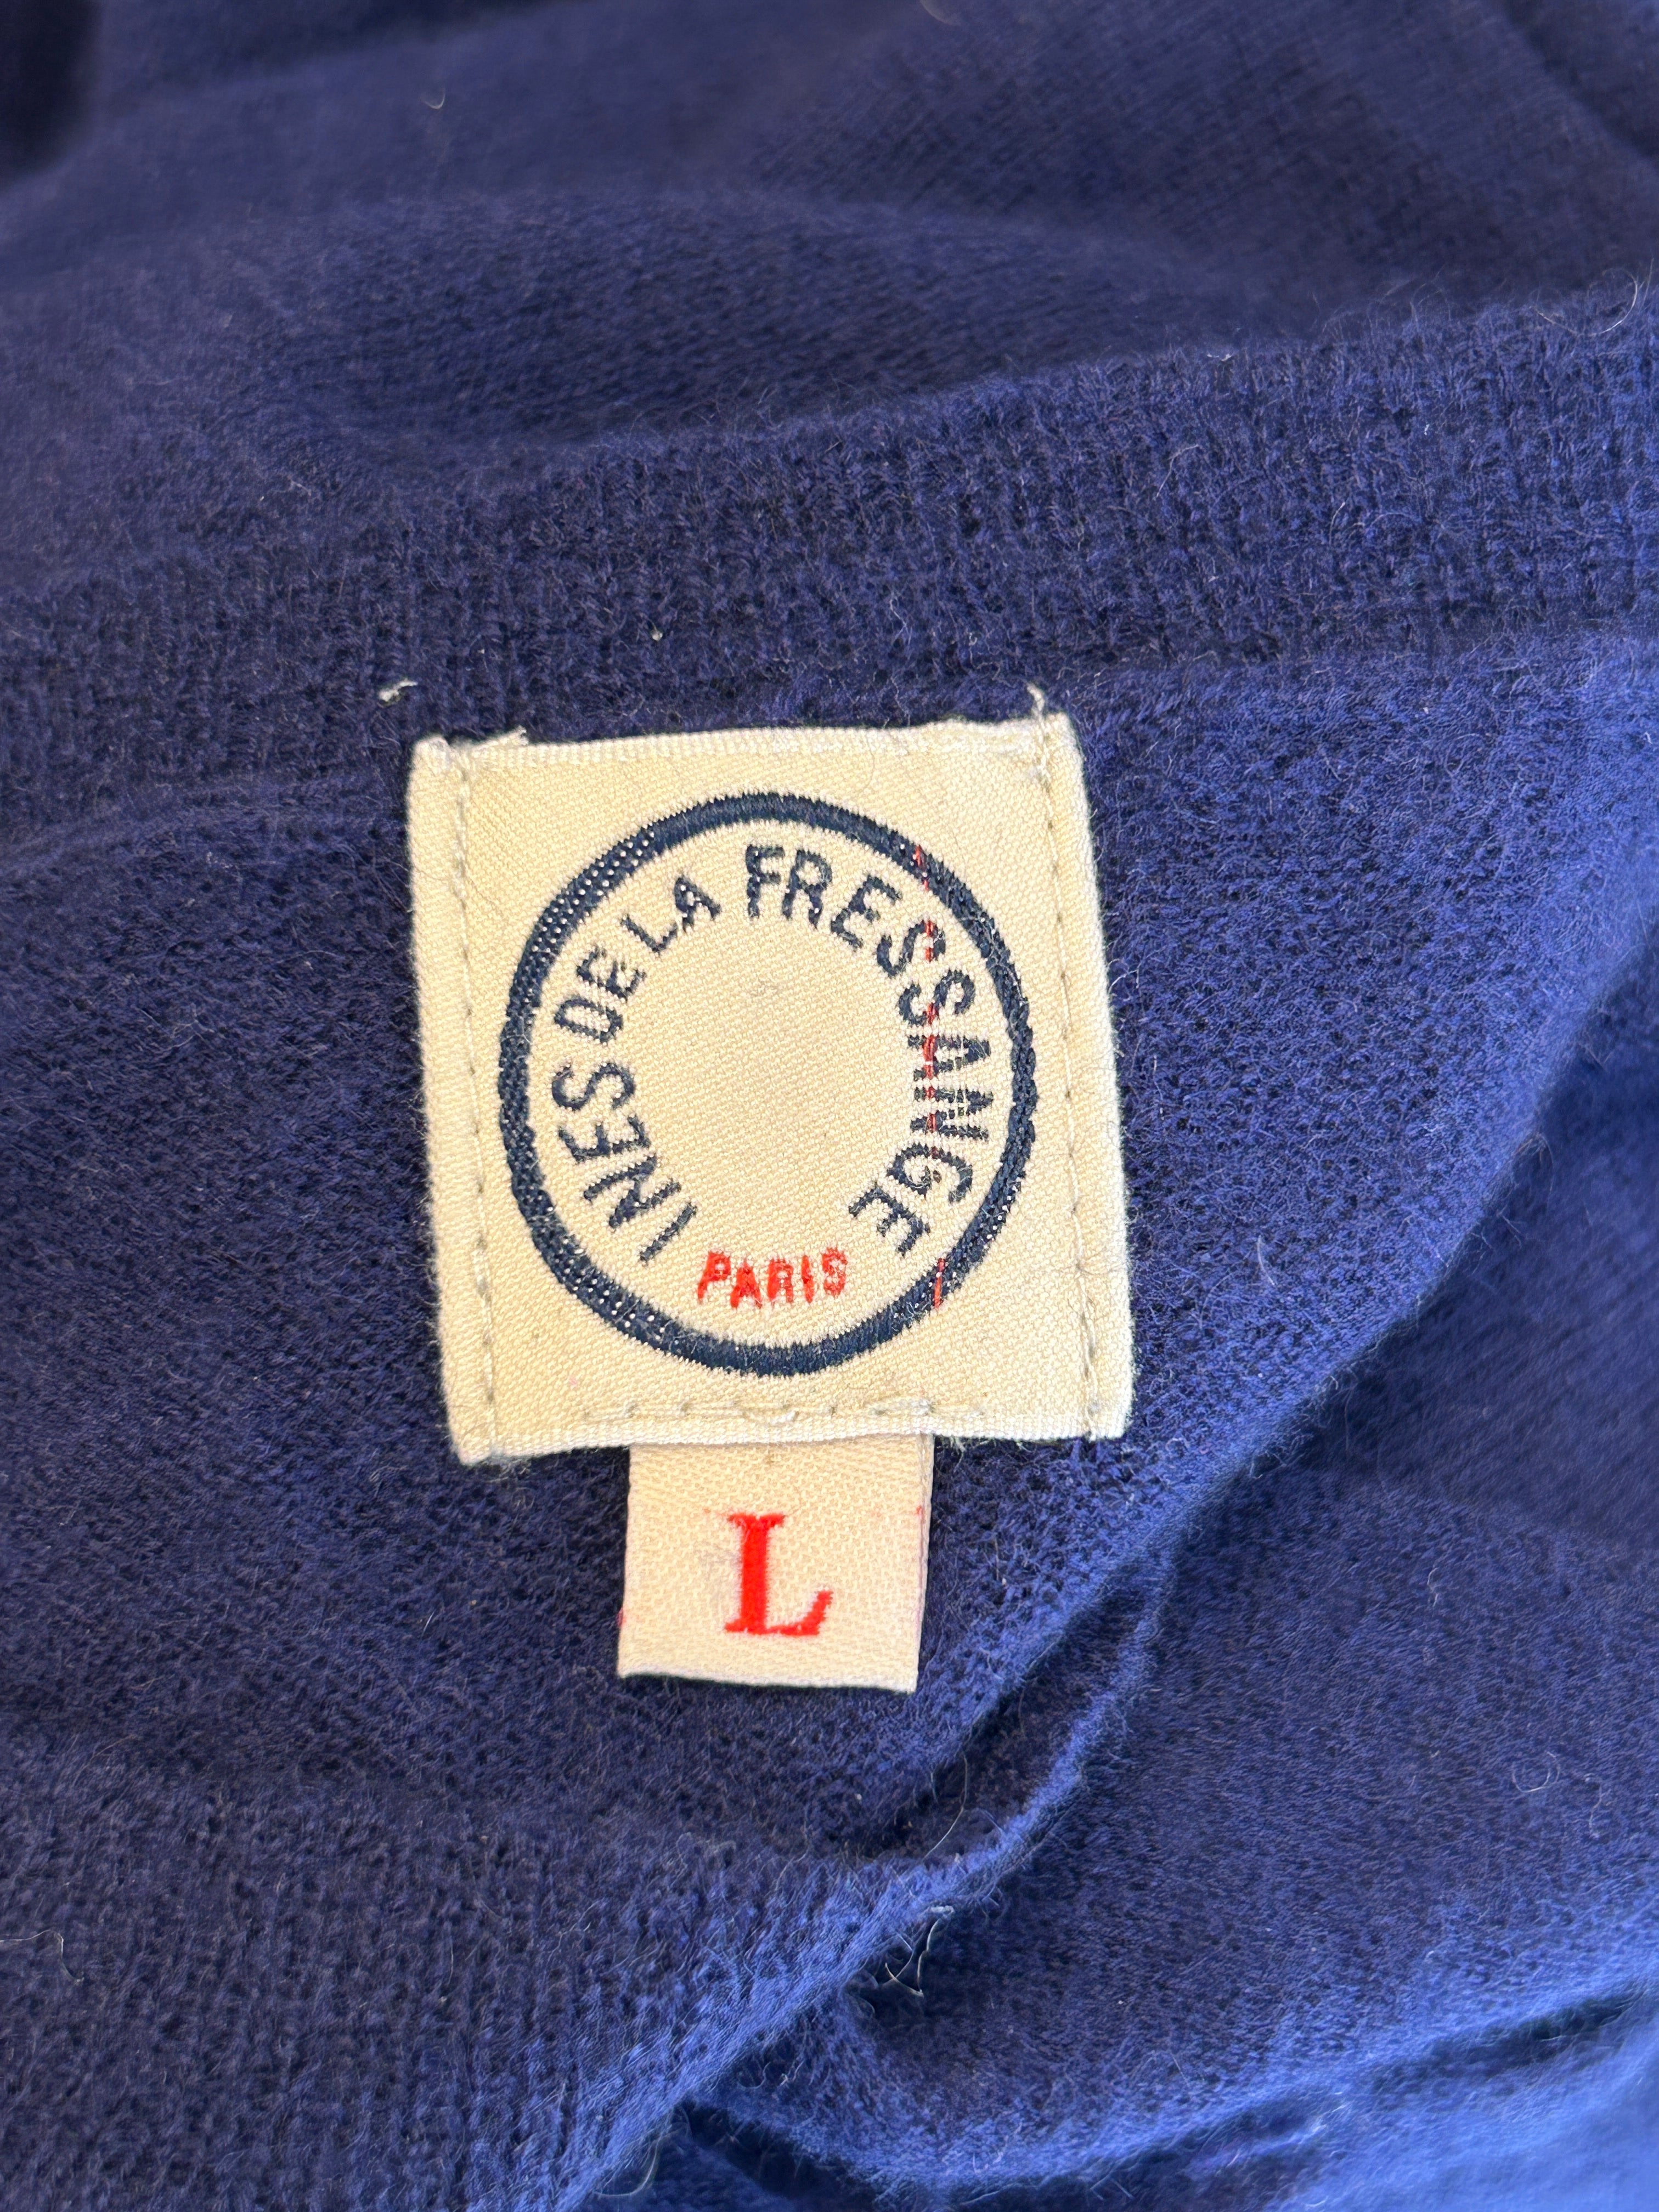 INES DE LA FRESSANGE
PARIS
L